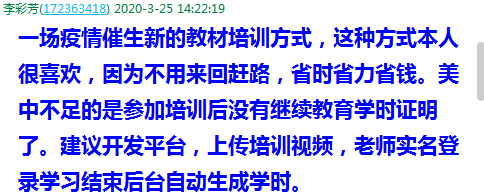 李彩芳(172363418) 2020-3-25 14:22:19
一场疫情催生新的教材培训方式，这种方式本人
很喜欢，因为不用来回赶路，省时省力省钱。美
中不足的是参加培训后没有继续教育学时证明
了。建议开发平台，上传培训视频，老师实名登
录学习结束后台自动生成学时。